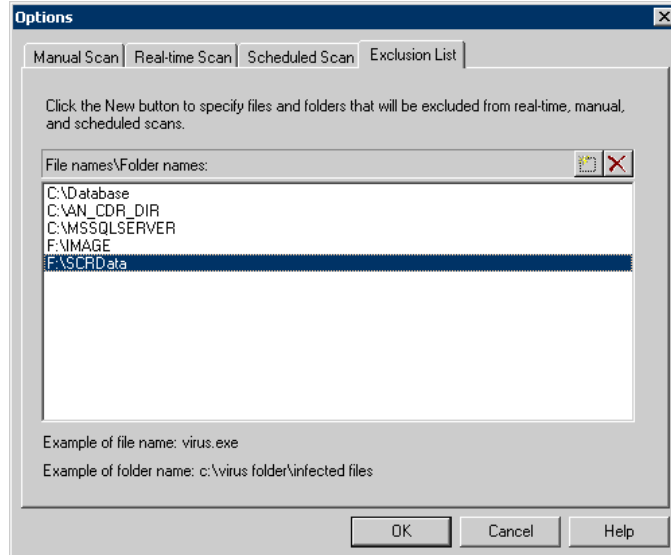 Options
Manual Scan Real-time Scan Scheduled Scan Exclusion List
Click the New button to specify files and folders that will be excluded from real-time, manual,
and scheduled scans.
File names\Folder names:
C:\Database
C:\AN_CDR_DIR
C:\MSSQLSERVER
F:\IMAGE
F:\SCRData
Example of file name: virus.exe
Example of folder name: c:\virus folder\infected files
OK Cancel Help